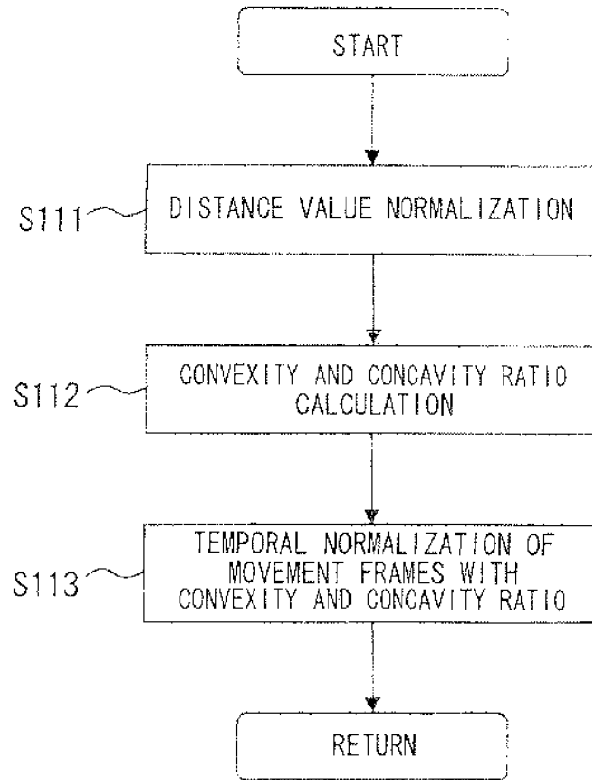 START
S111
DISTANCE VALUE NORMALIZATION
S112
CONVEXITY AND CONCAVITY RATIO
CALCULATION
S113
TEMPORAL NORMALIZATION OF
MOVEMENT FRAMES WITH
CONVEXITY AND CONCAVITY RATIO
RETURN